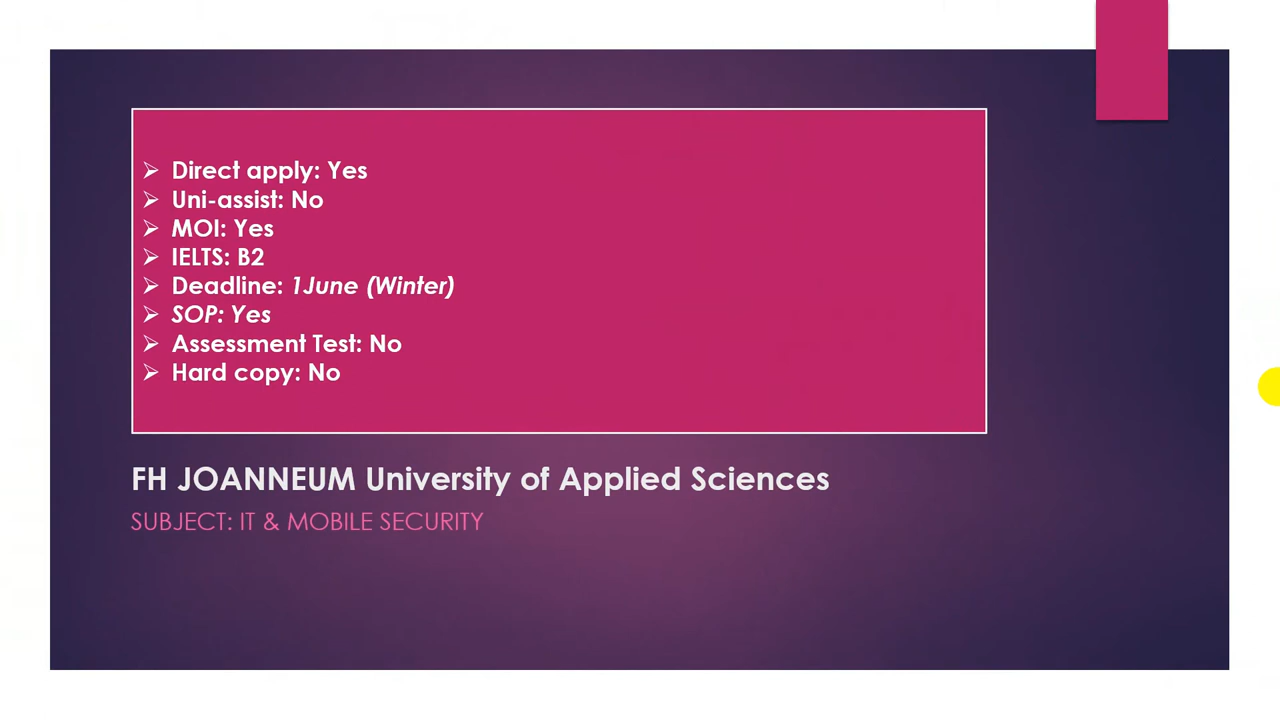 ➢ Direct apply: Yes
➢ Uni-assist: No
➢ MOI: Yes
➢ IELTS: B2
➢ Deadline: 1June (Winter)
➢ SOP: Yes
➢ Assessment Test: No
➢ Hard copy: No
FH JOANNEUM University of Applied Sciences
SUBJECT: IT & MOBILE SECURITY